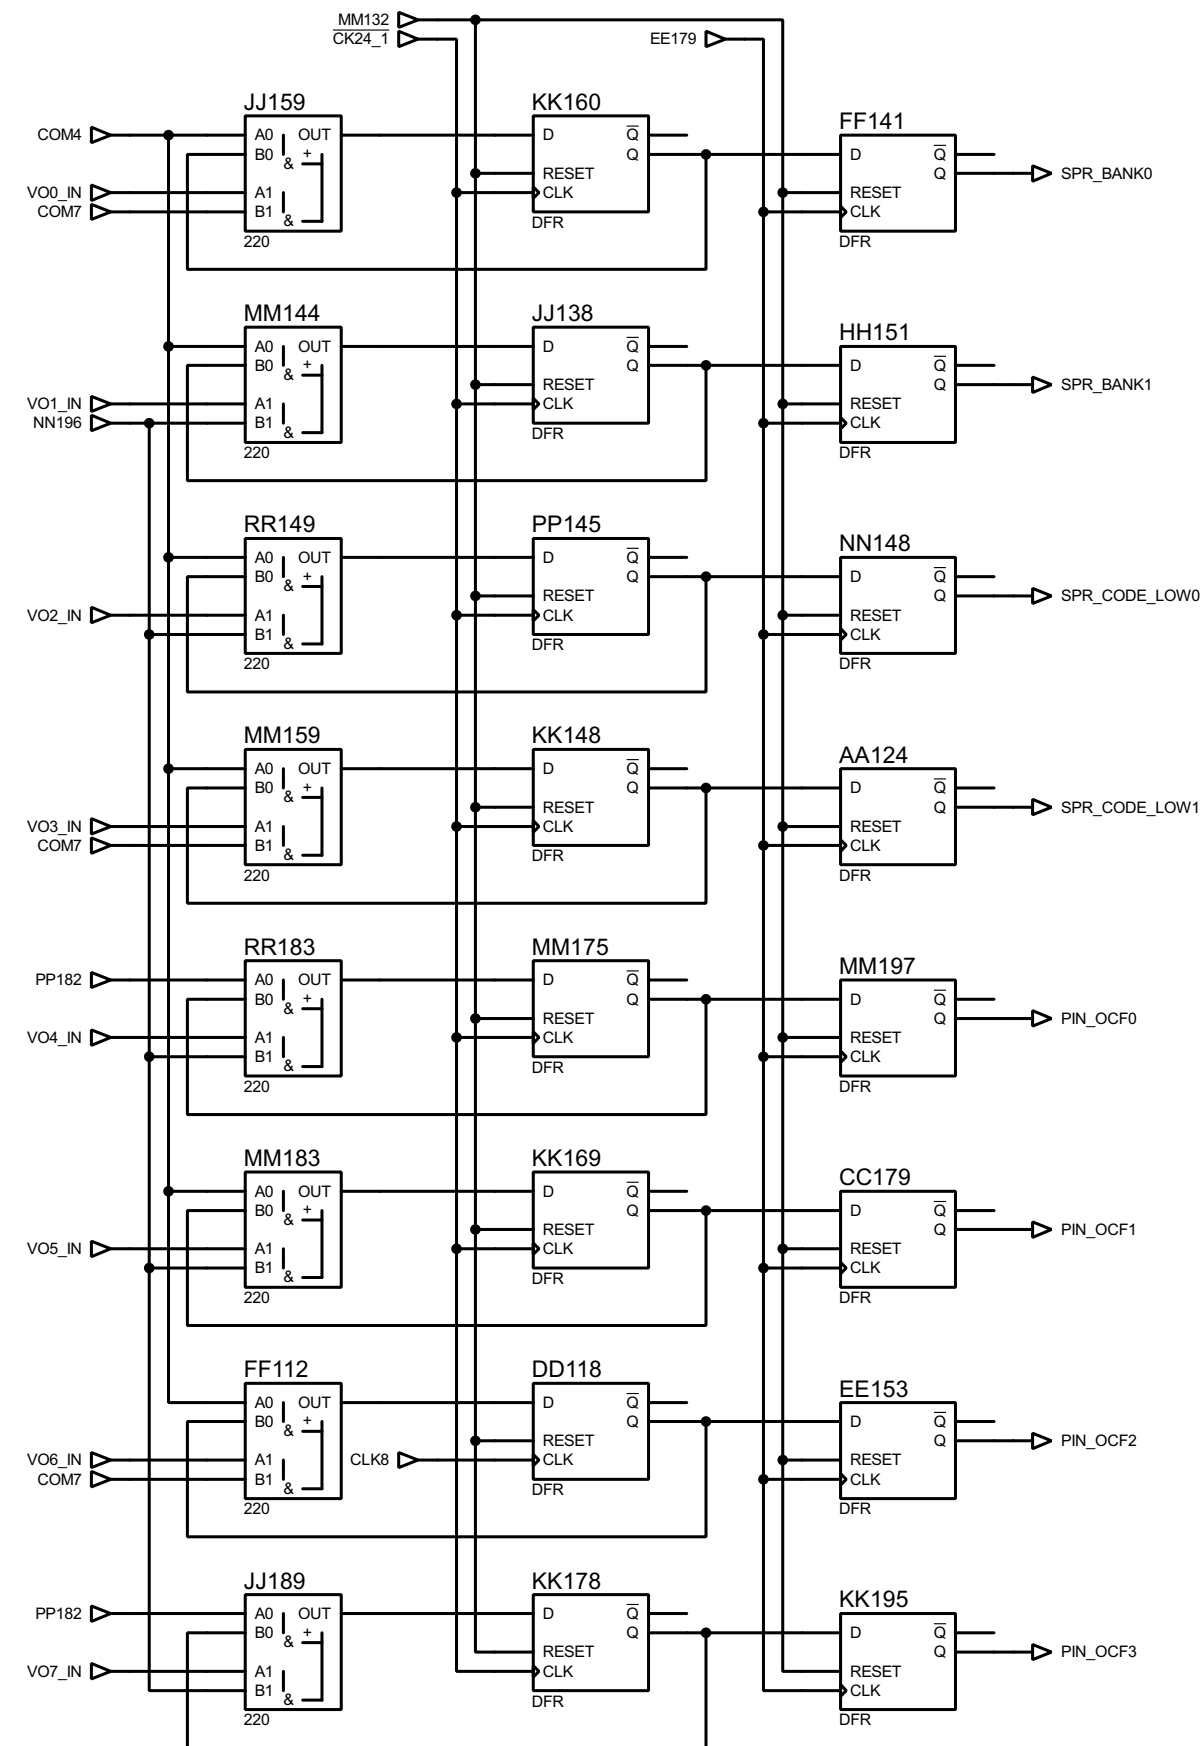 MM132
CK24_1
EE179
JJ159
KK160
FF141
COM4
VO0_IN
COM7
A0 OUT
B0 +
&
A1
B1
&
220
D Q
Q
RESET
CLK
DFR
D Q
Q
RESET
CLK
DFR
SPR_BANK0
MM144
JJ138
HH151
VO1_IN
NN196
A0 OUT
B0 +
&
A1
B1
&
220
D Q
Q
RESET
CLK
DFR
D Q
Q
RESET
CLK
DFR
SPR_BANK1
RR149
PP145
NN148
VO2_IN
A0 OUT
B0 +
&
A1
B1
&
220
D Q
Q
RESET
CLK
DFR
D Q
Q
RESET
CLK
DFR
SPR_CODE_LOW0
MM159
KK148
AA124
VO3_IN
COM7
A0 OUT
B0 +
&
A1
B1
&
220
D Q
Q
RESET
CLK
DFR
D Q
Q
RESET
CLK
DFR
SPR_CODE_LOW1
RR183
MM175
MM197
PP182
VO4_IN
A0 OUT
B0 +
&
A1
B1
&
220
D Q
Q
RESET
CLK
DFR
D Q
Q
RESET
CLK
DFR
PIN_OCF0
MM183
KK169
CC179
VO5_IN
A0 OUT
B0 +
&
A1
B1
&
220
D Q
Q
RESET
CLK
DFR
D Q
Q
RESET
CLK
DFR
PIN_OCF1
FF112
DD118
EE153
VO6_IN
COM7
A0 OUT
B0 +
&
A1
B1
&
220
CLK8
D Q
Q
RESET
CLK
DFR
D Q
Q
RESET
CLK
DFR
PIN_OCF2
JJ189
KK178
KK195
PP182
VO7_IN
A0 OUT
B0 +
&
A1
B1
&
220
D Q
Q
RESET
CLK
DFR
D Q
Q
RESET
CLK
DFR
PIN_OCF3